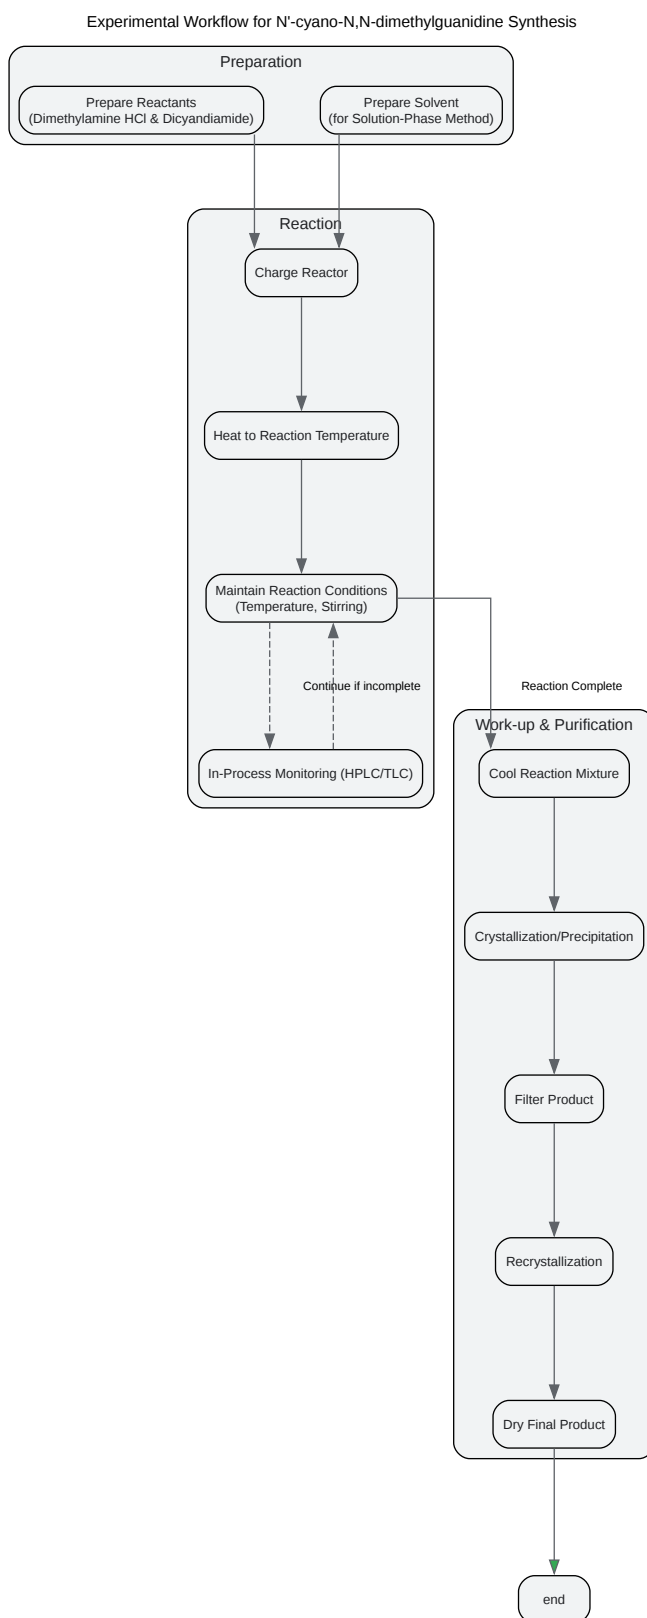 Experimental Workflow for N'-cyano-N,N-dimethylguanidine Synthesis
Preparation
Prepare Reactants
(Dimethylamine HCl & Dicyandiamide)
Prepare Solvent
(for Solution-Phase Method)
Reaction
Charge Reactor
Heat to Reaction Temperature
Maintain Reaction Conditions
(Temperature, Stirring)
Continue if incomplete
Reaction Complete
In-Process Monitoring (HPLC/TLC)
Work-up & Purification
Cool Reaction Mixture
Crystallization/Precipitation
Filter Product
Recrystallization
Dry Final Product
end